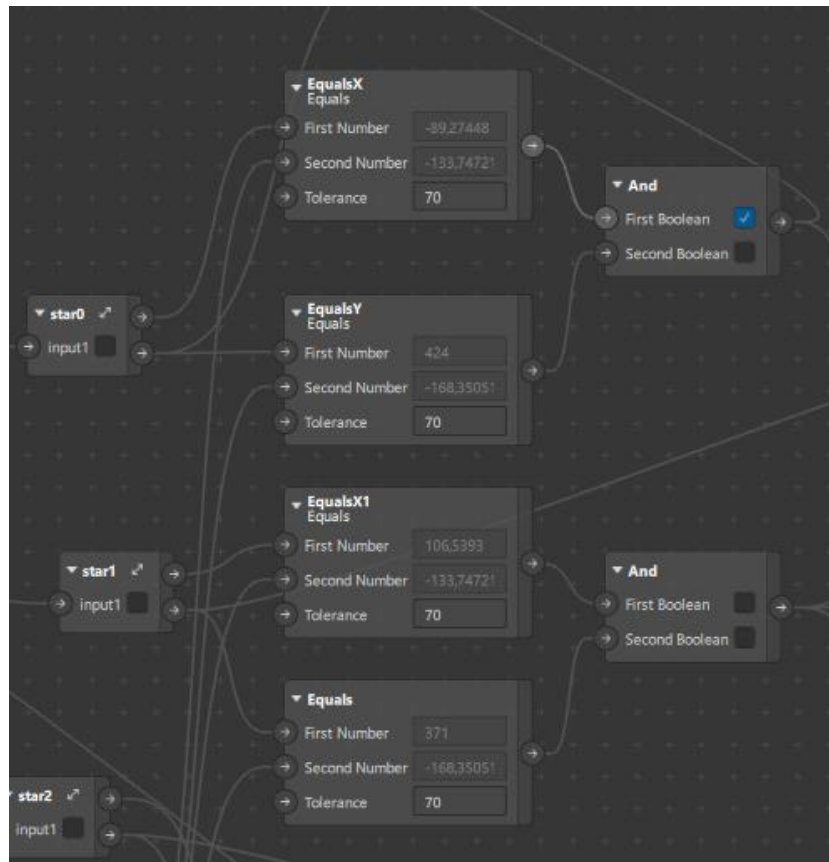 EqualsX
Equals
First Number -89,27448
Second Number -133,74721
Tolerance 70
And
First Boolean
Second Boolean
star0
input1
EqualsY
Equals
First Number 424
Second Number -168,35051
Tolerance 70
EqualsX1
Equals
First Number 106,5393
Second Number -133,74721
Tolerance 70
star1
input1
And
First Boolean
Second Boolean
Equals
First Number 371
Second Number -168,35051
Tolerance 70
star2
input1